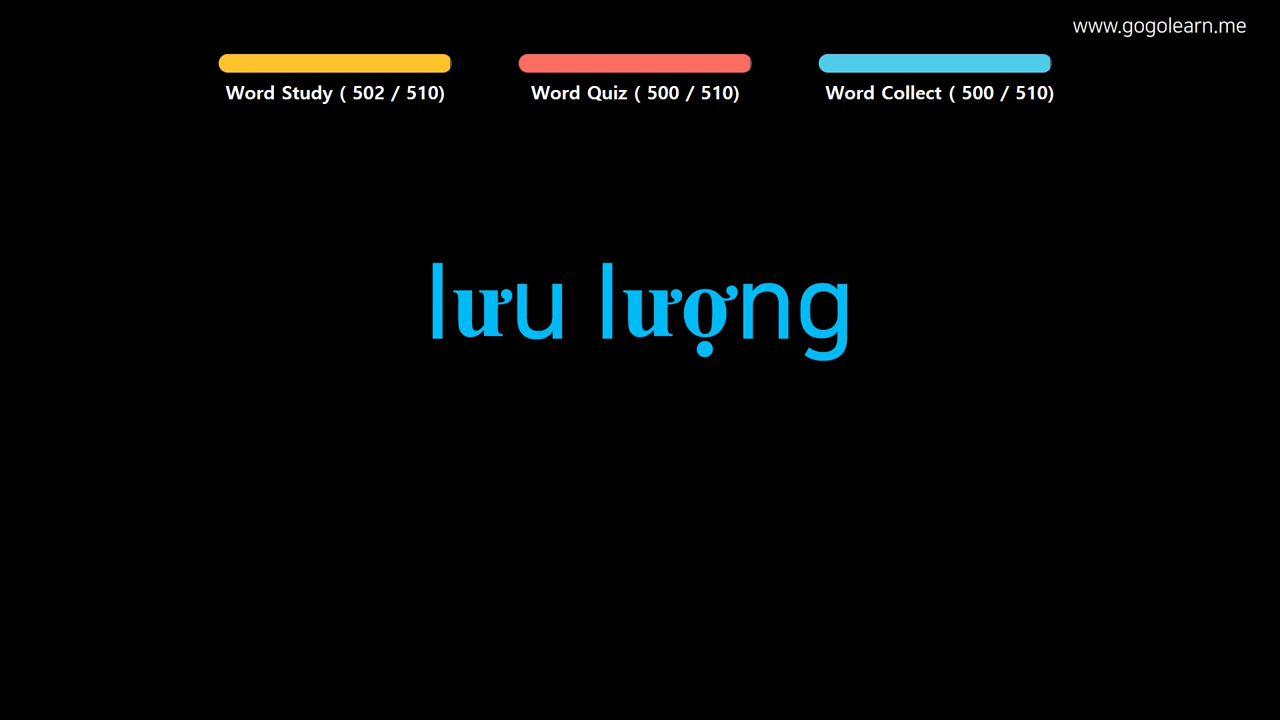 www.gogolearn.me
Word Study ( 502 / 510)
Word Quiz ( 500 / 510)
Word Collect ( 500 / 510)
lưu lượng